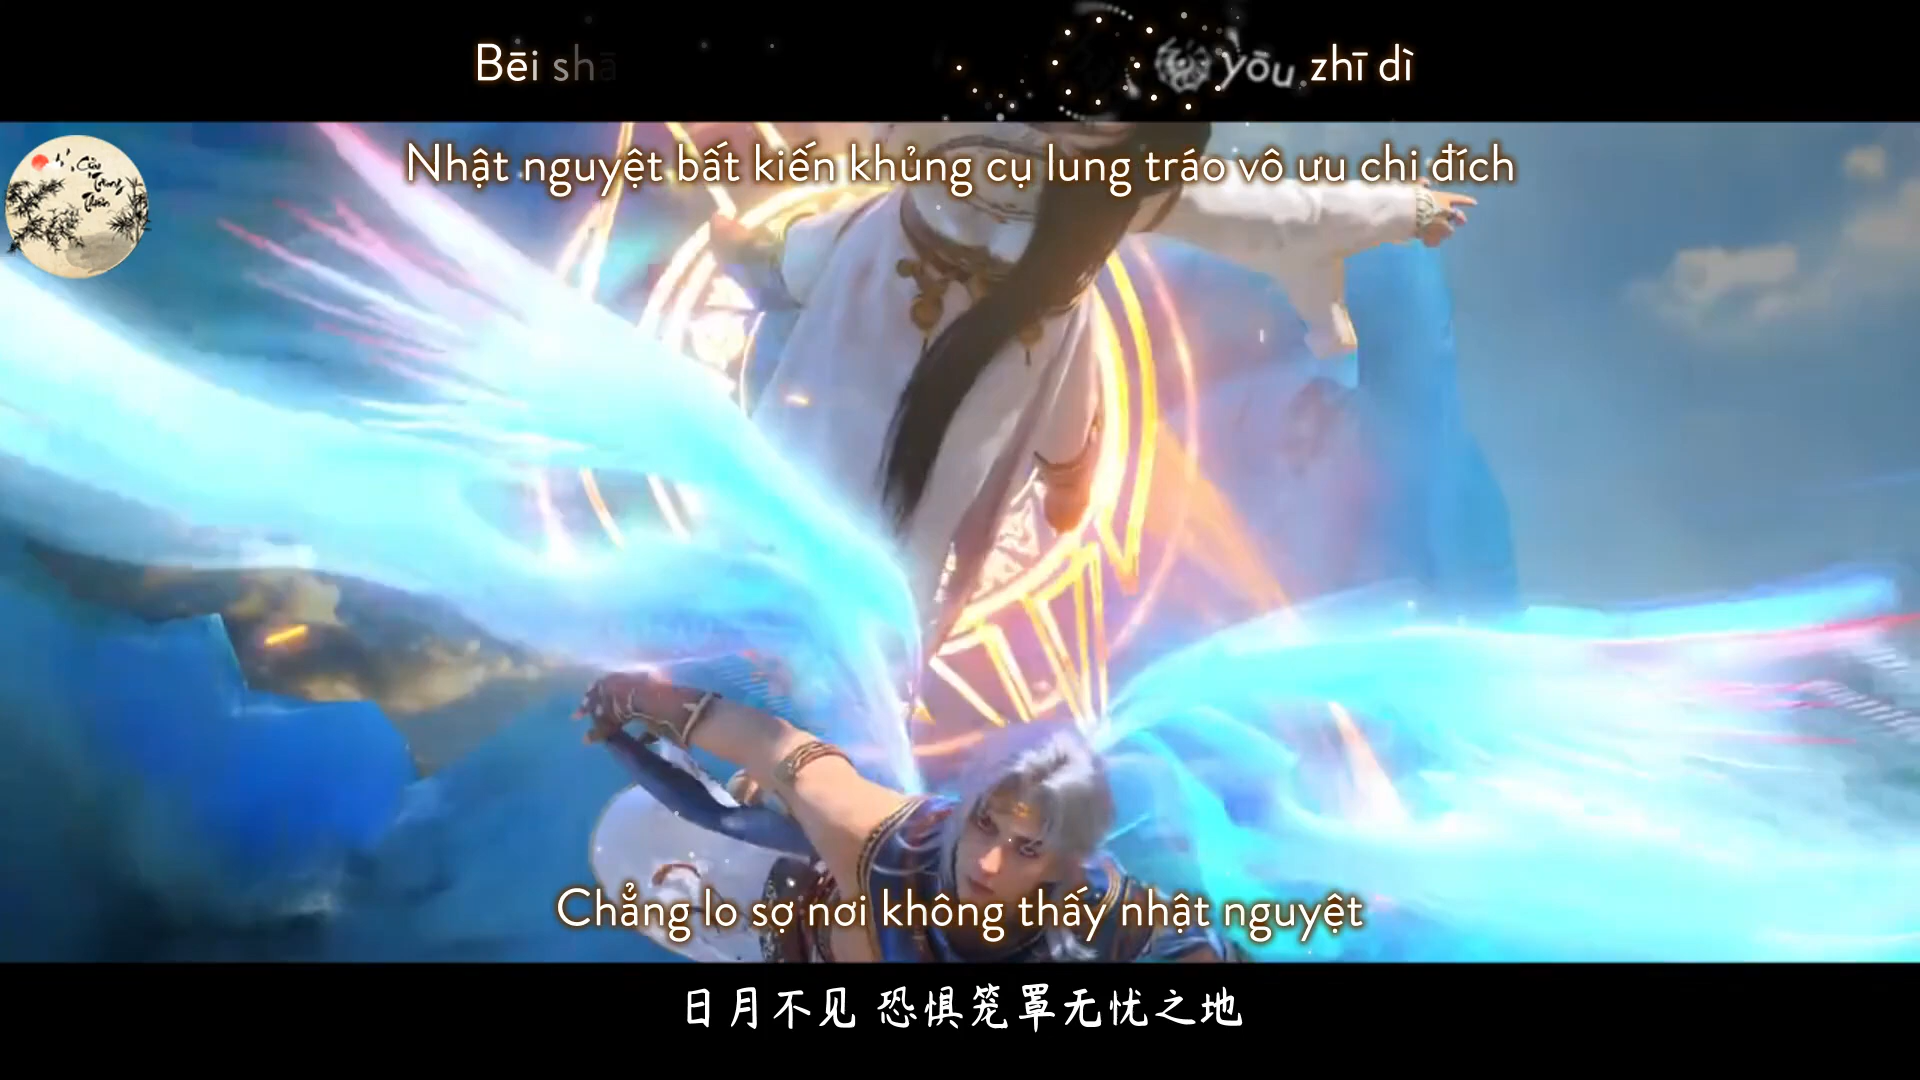 Bēi yōu zhī dì
Nhật nguyệt bất kiến khủng cụ lung tráo vô ưu chi đích
Chẳng lo sợ nơi không thấy nhật nguyệt
日月不见 恐惧笼罩无忧之地